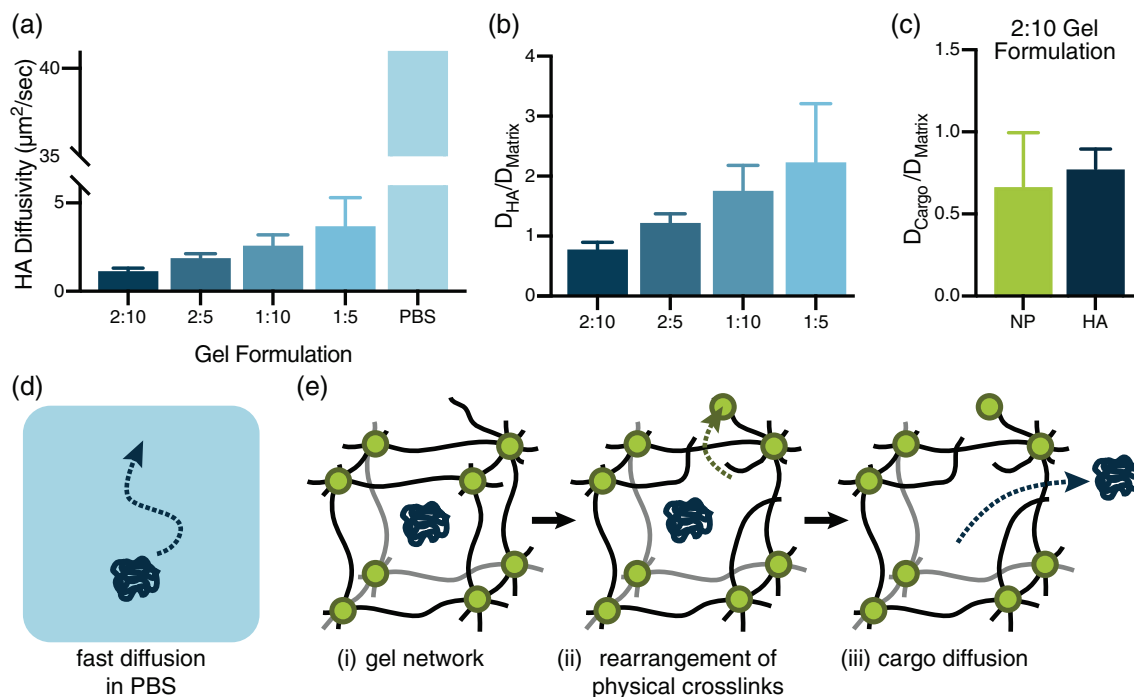 (a)
HA Diffusivity (μm²/sec)
40
35
5
0
2:10 2:5 1:10 1:5 PBS
Gel Formulation
(b)
D_HA/D_Matrix
4
3
2
1
0
2:10 2:5 1:10 1:5
(c)
2:10 Gel
Formulation
D_Cargo/D_Matrix
1.5
1.0
0.5
0.0
NP HA
(d)
fast diffusion
in PBS
(e)
(i) gel network
(ii) rearrangement of
physical crosslinks
(iii) cargo diffusion